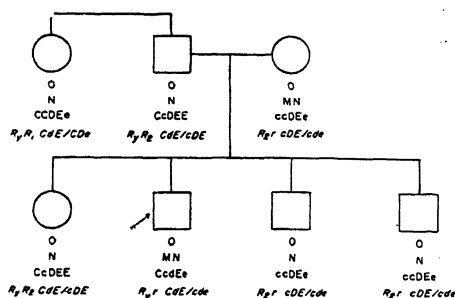 O O O
N N MN
CCDEe CcDEE ccDEe
RyR1 CdE/CDe RyR2 CdE/cDE R2r cDE/cde
O O O O
N MN N N
CcDEE CcdEe ccDEe ccDEe
RyR2 CdE/cDE Ryr CdE/cde R2r cDE/cde R2r cDE/cde